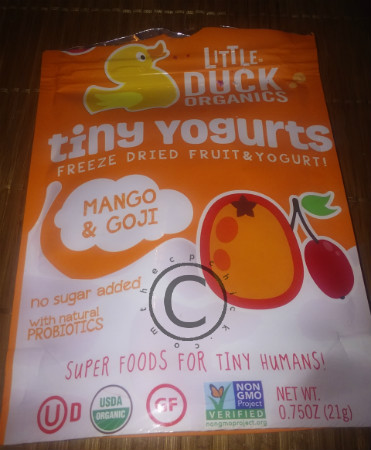 LITTLE
DUCK
ORGANICS
tiny yogurts
FREEZE DRIED FRUIT & YOGURT!
MANGO
& GOJI
no sugar added*
with natural
PROBIOTICS
SUPER FOODS FOR TINY HUMANS!
U D
USDA
ORGANIC
GF
NON
GMO
Project
VERIFIED
nongmoproject.org
NET WT.
0.75OZ (21g)